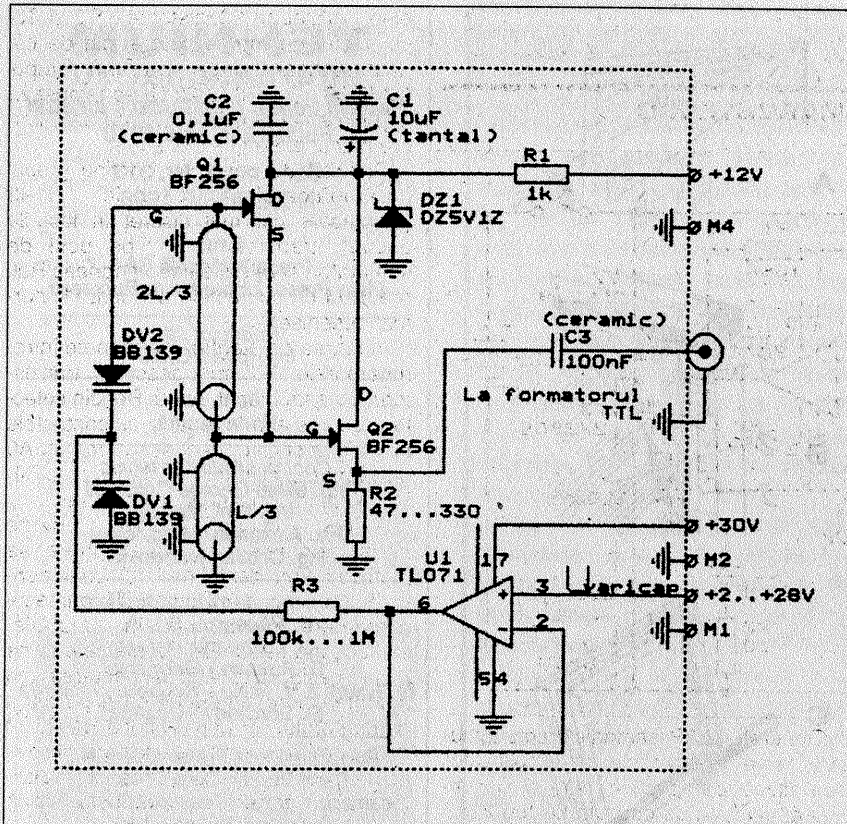 C2
0,1uF
(ceramic)
C1
10uF
(tantal)
+
Q1
BF256
D
R1
1k
+12V
G
S
DZ1
DZ5V1Z
M4
2L/3
(ceramic)
C3
100nF
DV2
BB139
La formatorul
TTL
D
G
Q2
BF256
S
DV1
BB139
L/3
R2
47...330
+30V
U1
TL071
1 7
M2
R3
6
+
3
varicap
+2..+28V
100k...1M
-
2
M1
5 4